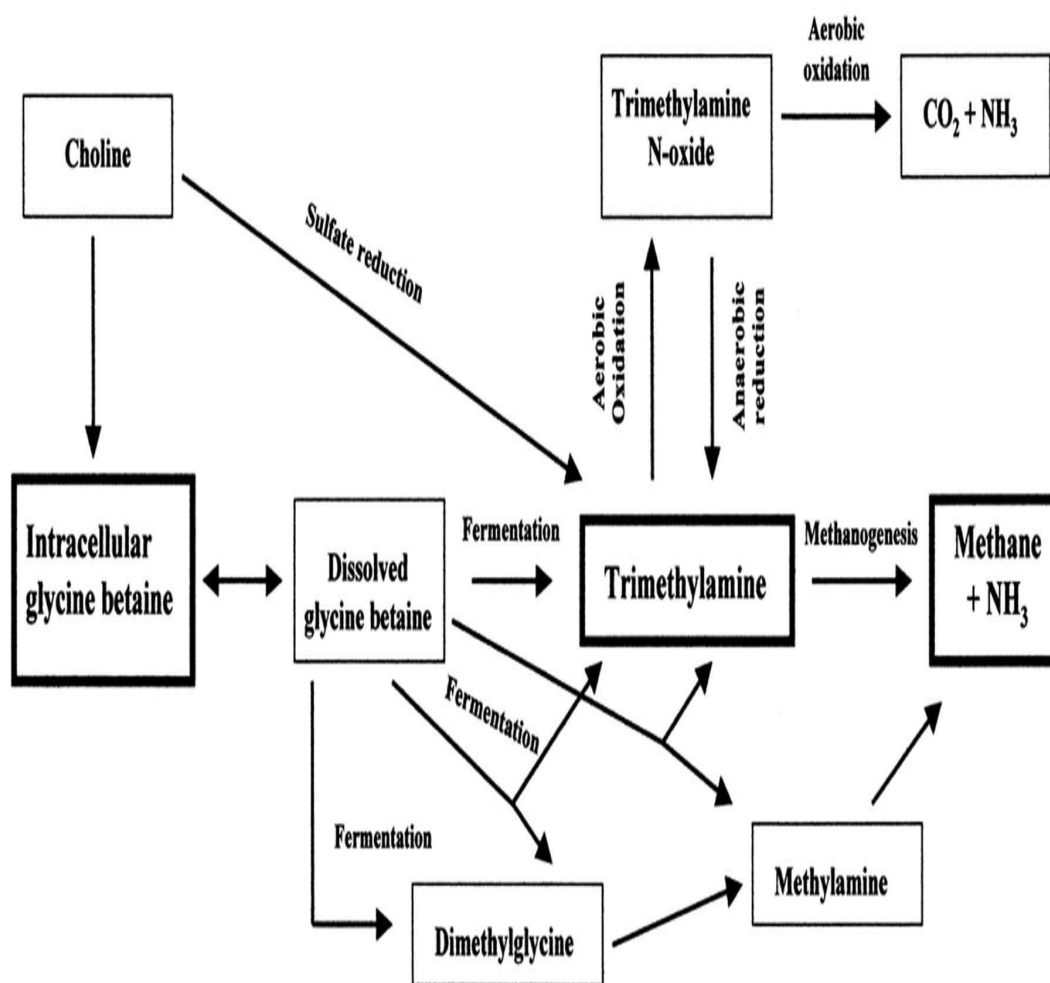 Aerobic
oxidation
Trimethylamine
N-oxide
CO₂ + NH₃
Choline
Sulfate reduction
Aerobic
Oxidation
Anaerobic
reduction
Intracellular
glycine betaine
Dissolved
glycine betaine
Fermentation
Trimethylamine
Methanogenesis
Methane
+ NH₃
Fermentation
Fermentation
Methylamine
Dimethylglycine